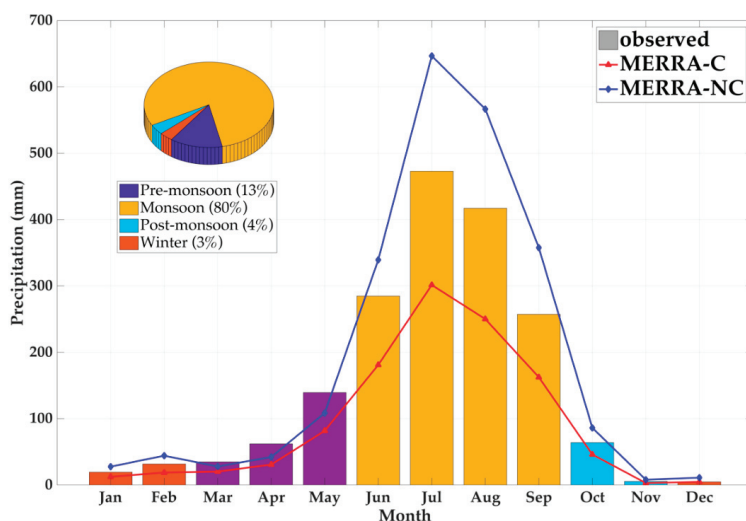 700
600
500
400
300
200
100
0
Precipitation (mm)
observed
MERRA-C
MERRA-NC
Pre-monsoon (13%)
Monsoon (80%)
Post-monsoon (4%)
Winter (3%)
Jan Feb Mar Apr May Jun Jul Aug Sep Oct Nov Dec
Month